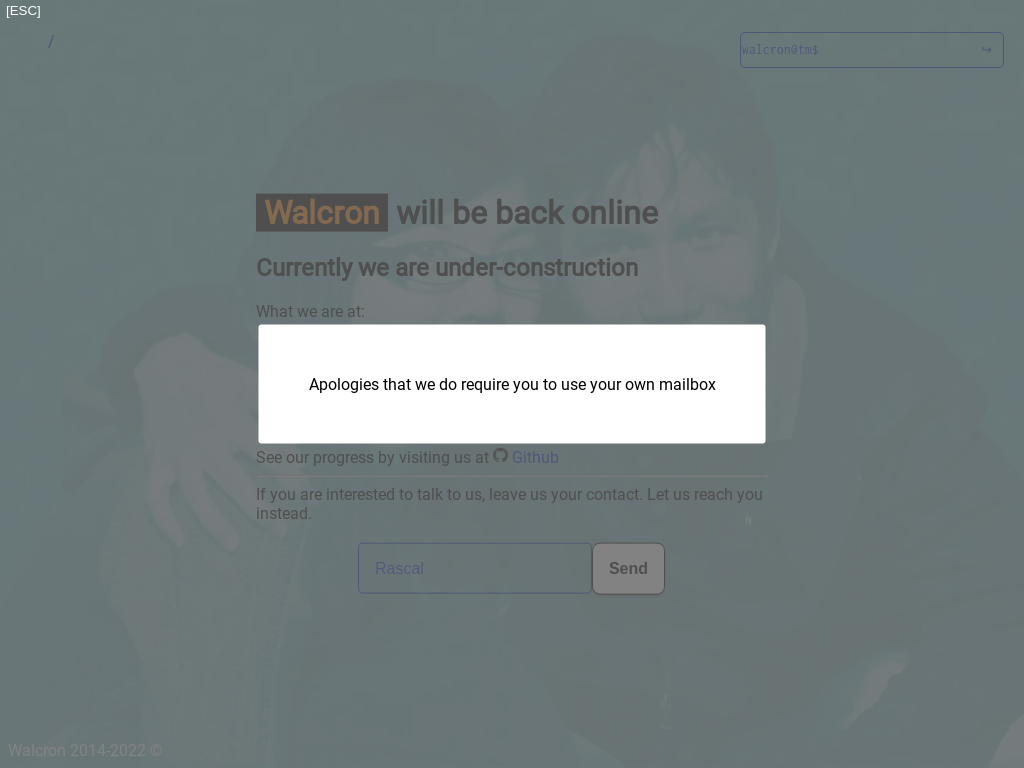 [ESC]
/
walcron@tm$ ↪
Walcron will be back online
Currently we are under-construction
What we are at:
Apologies that we do require you to use your own mailbox
See our progress by visiting us at Github
If you are interested to talk to us, leave us your contact. Let us reach you
instead.
Rascal
Send
Walcron 2014-2022 ©